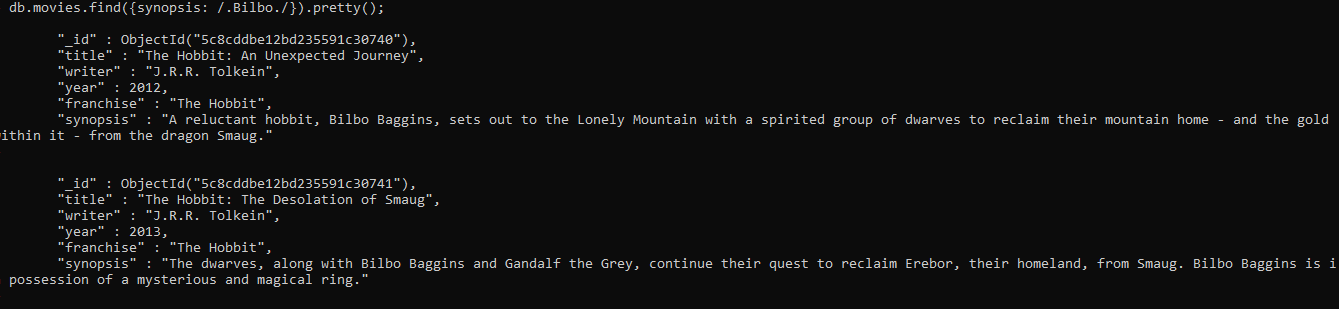 db.movies.find({synopsis: /.Bilbo./}).pretty();
"_id" : ObjectId("5c8cddbe12bd235591c30740"),
"title" : "The Hobbit: An Unexpected Journey",
"writer" : "J.R.R. Tolkein",
"year" : 2012,
"franchise" : "The Hobbit",
"synopsis" : "A reluctant hobbit, Bilbo Baggins, sets out to the Lonely Mountain with a spirited group of dwarves to reclaim their mountain home - and the gold
ithin it - from the dragon Smaug."
"_id" : ObjectId("5c8cddbe12bd235591c30741"),
"title" : "The Hobbit: The Desolation of Smaug",
"writer" : "J.R.R. Tolkein",
"year" : 2013,
"franchise" : "The Hobbit",
"synopsis" : "The dwarves, along with Bilbo Baggins and Gandalf the Grey, continue their quest to reclaim Erebor, their homeland, from Smaug. Bilbo Baggins is i
possession of a mysterious and magical ring."